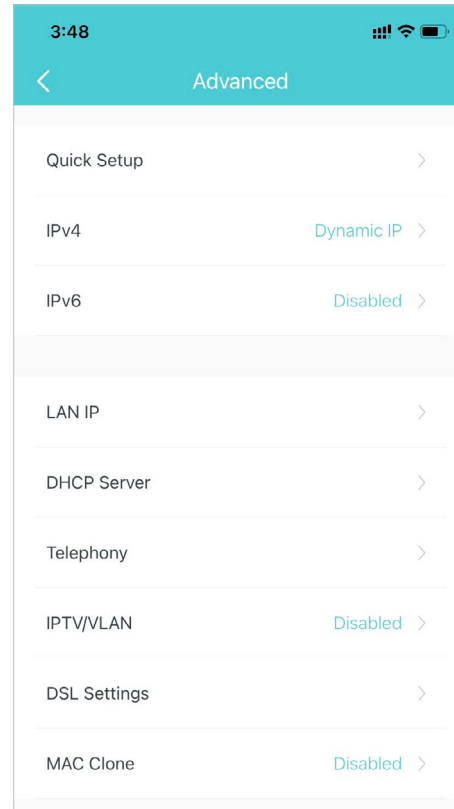 3:48
Advanced
Quick Setup
IPv4 Dynamic IP
IPv6 Disabled
LAN IP
DHCP Server
Telephony
IPTV/VLAN Disabled
DSL Settings
MAC Clone Disabled